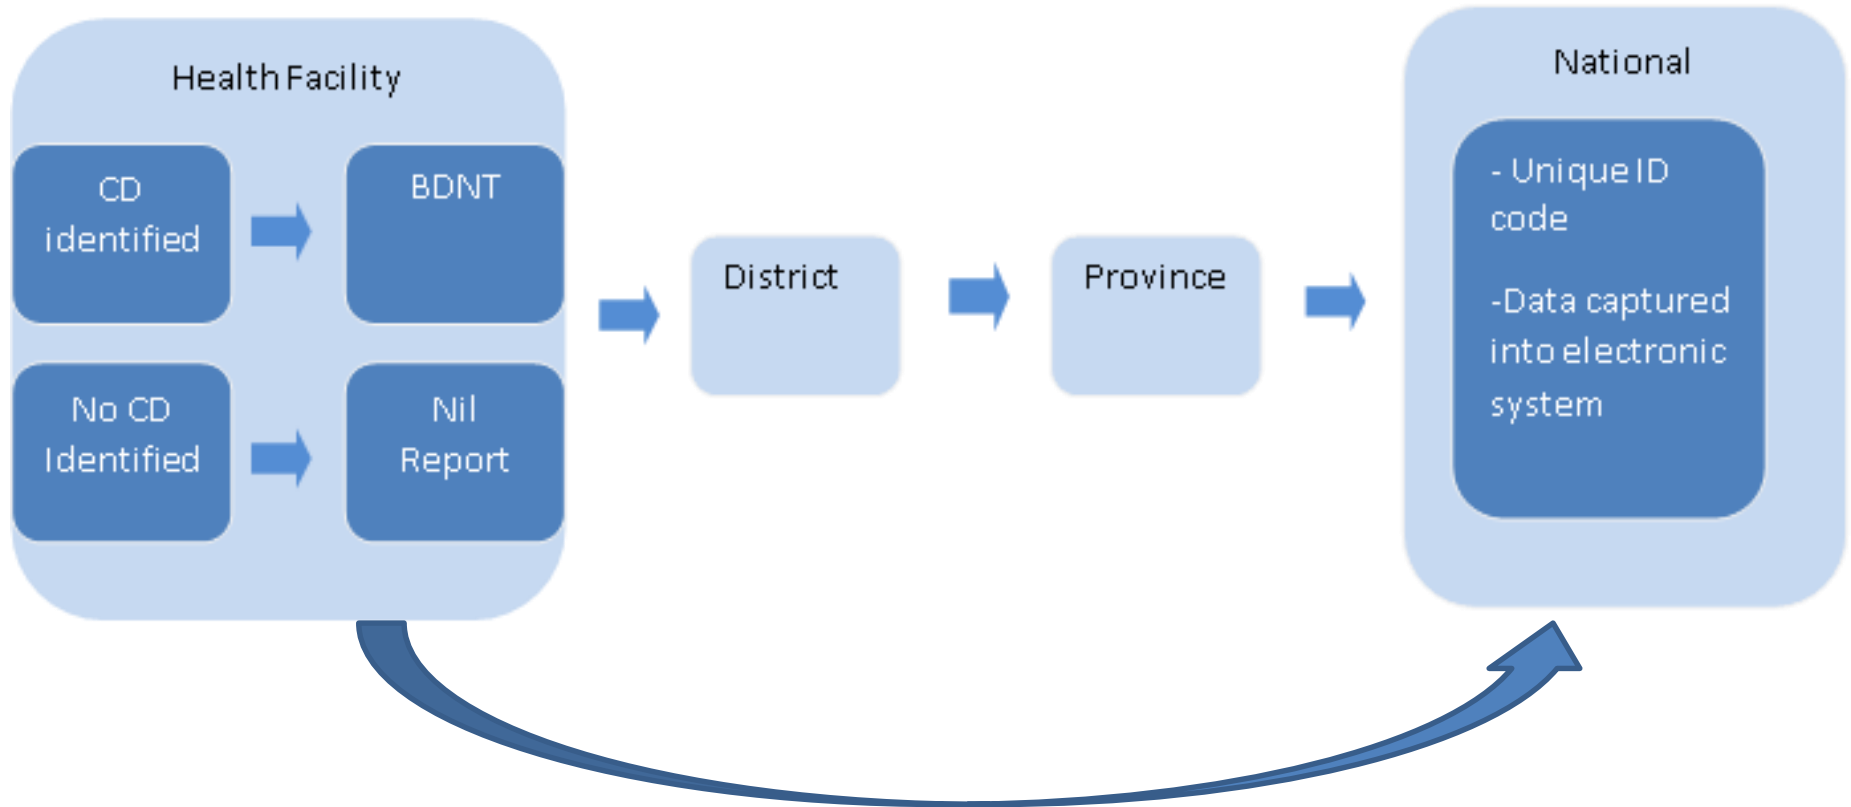 Health Facility
CD
identified
BDNT
No CD
Identified
Nil
Report
District
Province
National
- Unique ID
code
-Data captured
into electronic
system